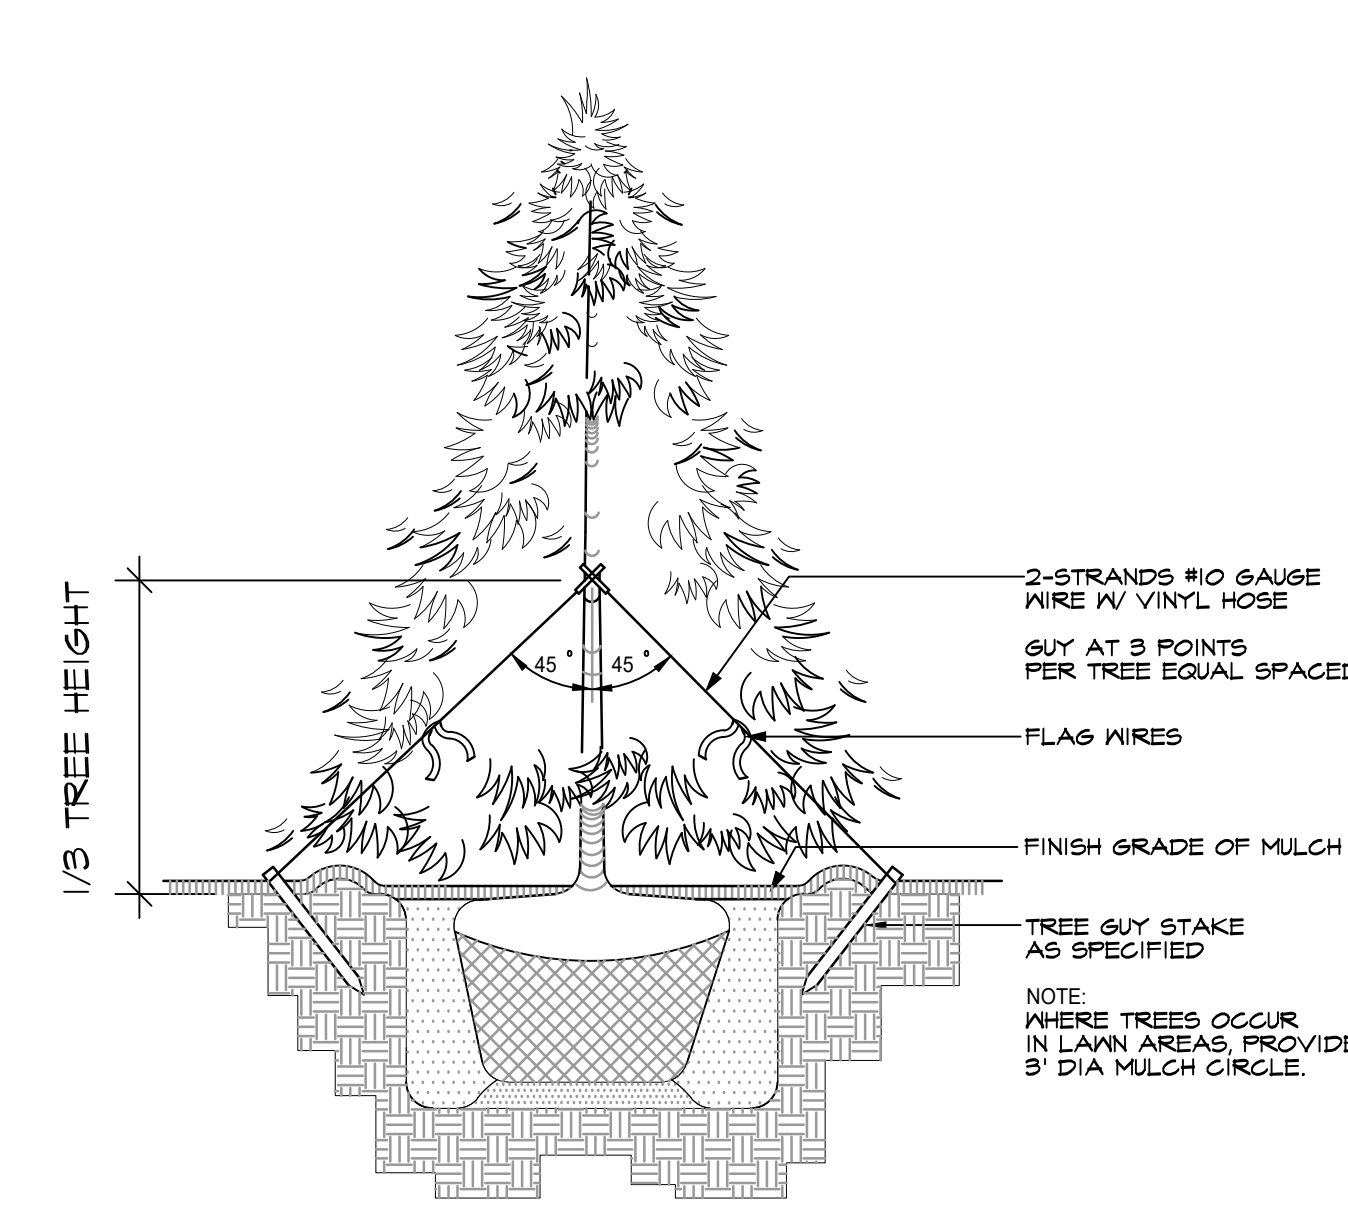 2-STRANDS #10 GAUGE
WIRE W/ VINYL HOSE
GUY AT 3 POINTS
PER TREE EQUAL SPACED
1/3 TREE HEIGHT
45° 45°
FLAG WIRES
FINISH GRADE OF MULCH
TREE GUY STAKE
AS SPECIFIED
NOTE:
WHERE TREES OCCUR
IN LAWN AREAS, PROVIDE
3' DIA MULCH CIRCLE.